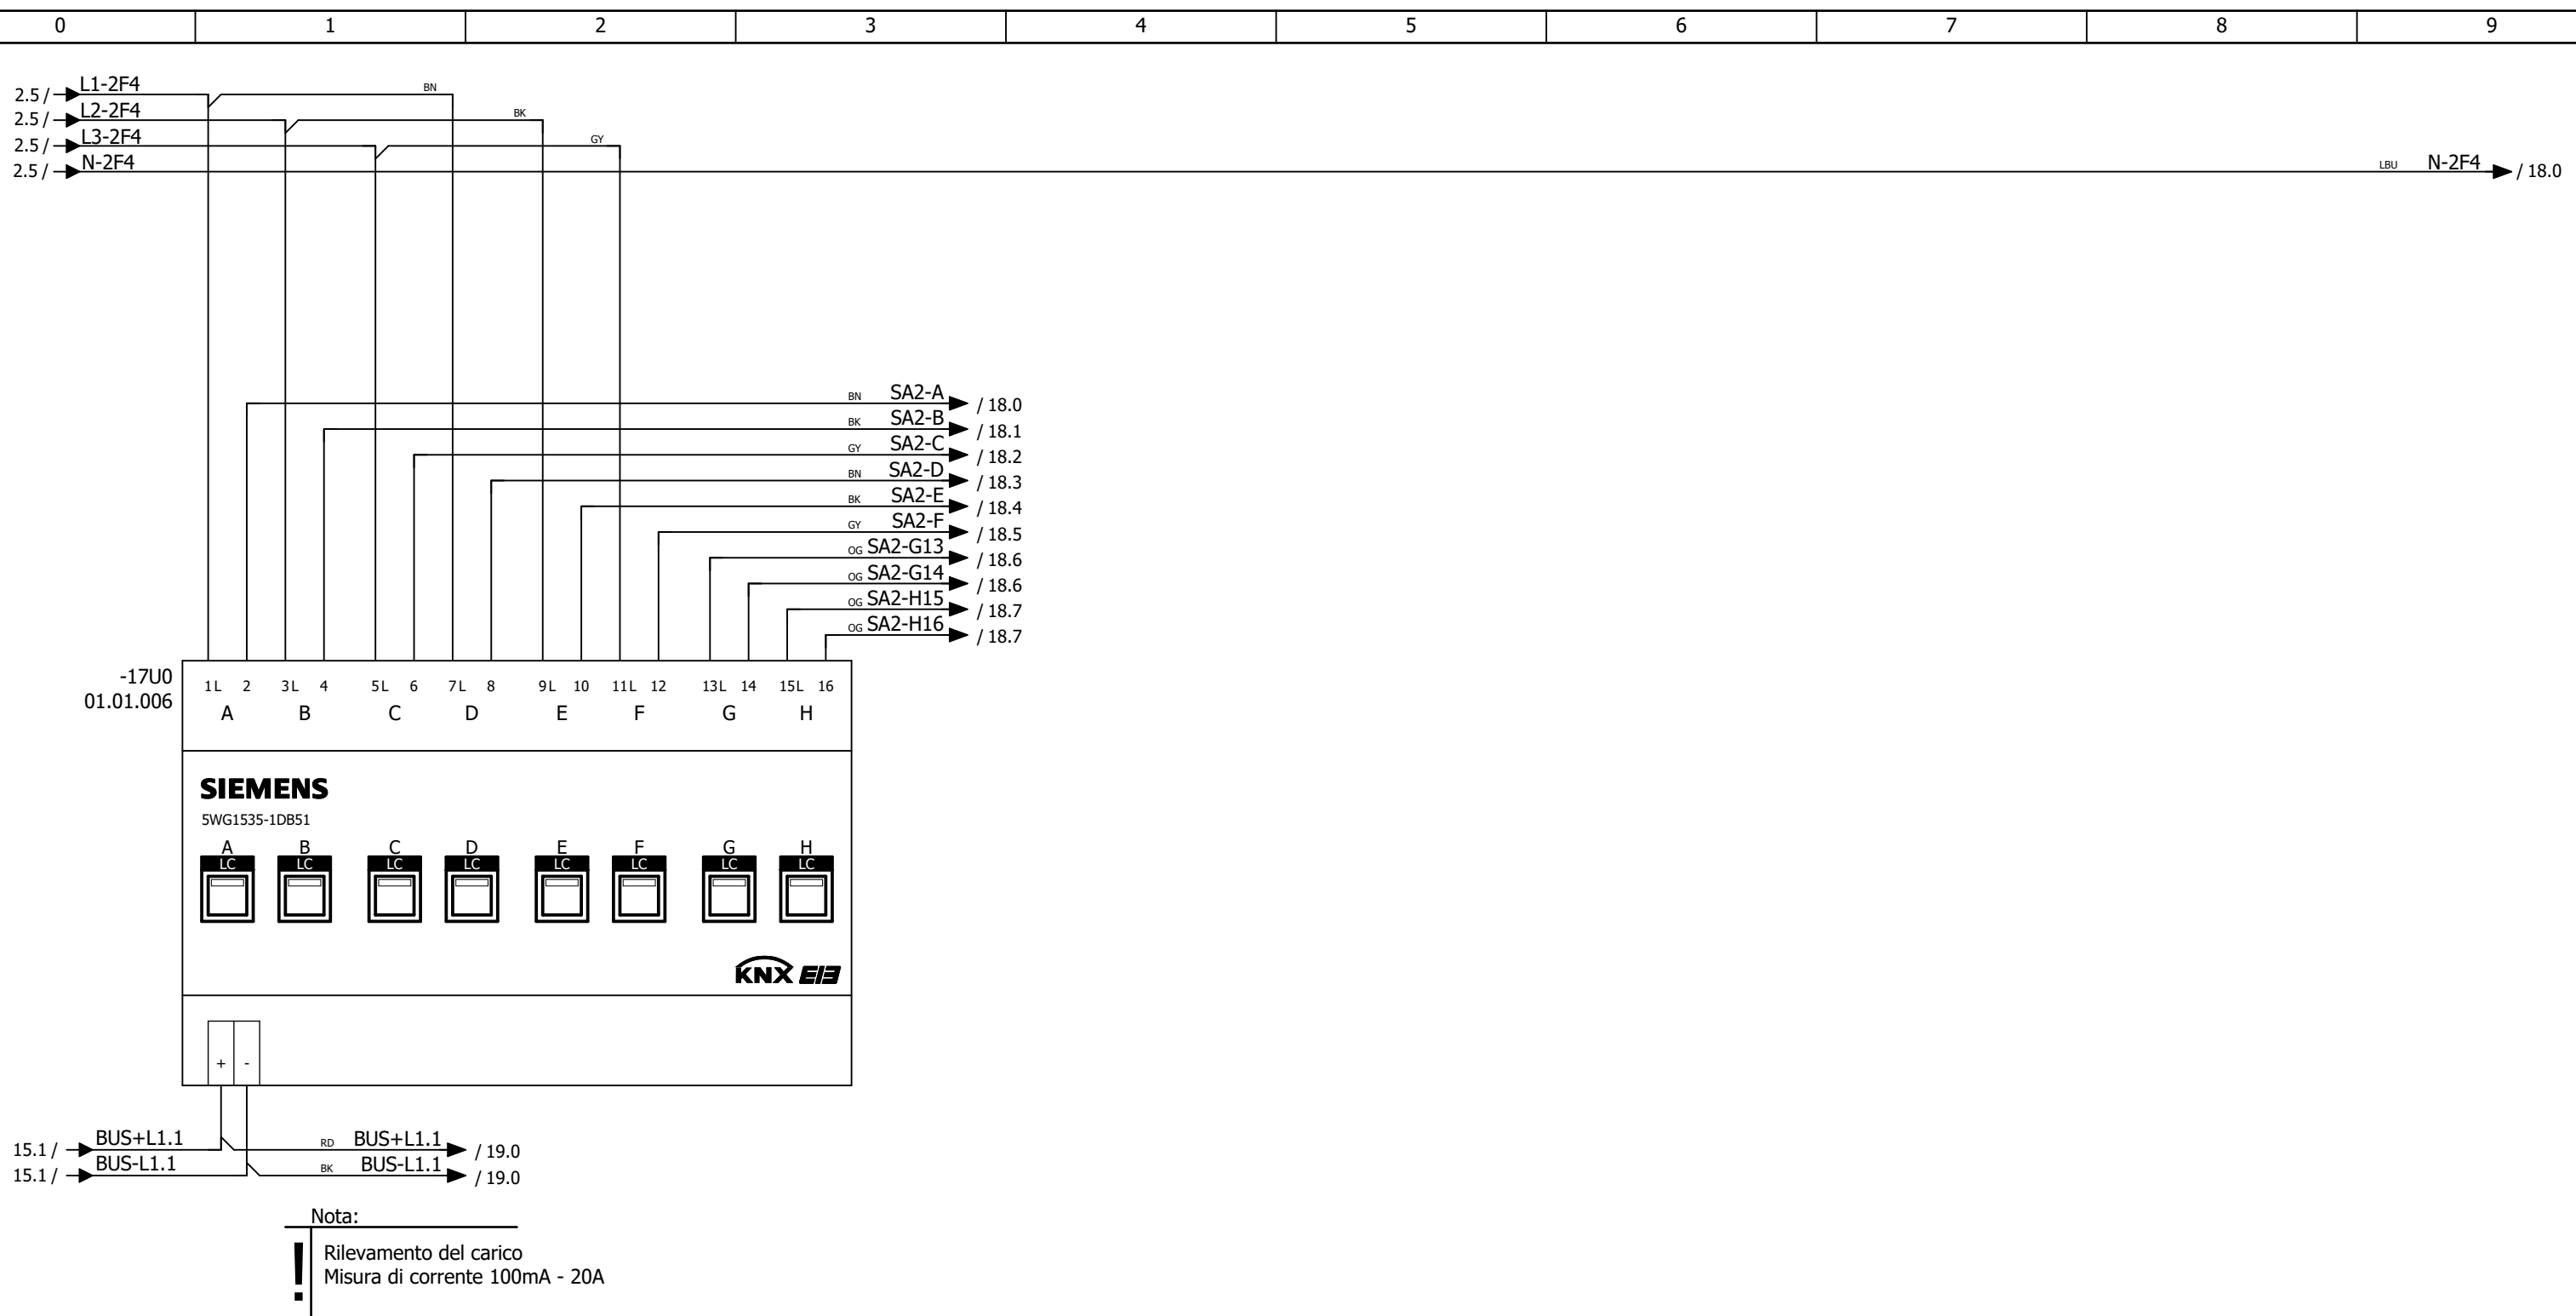 0 1 2 3 4 5 6 7 8 9
L1-2F4 BN
2.5 /
L2-2F4 BK
2.5 /
L3-2F4 GY
2.5 /
N-2F4 LBU N-2F4
2.5 / / 18.0
BN SA2-A / 18.0
BK SA2-B / 18.1
GY SA2-C / 18.2
BN SA2-D / 18.3
BK SA2-E / 18.4
GY SA2-F / 18.5
OG SA2-G13 / 18.6
OG SA2-G14 / 18.6
OG SA2-H15 / 18.7
OG SA2-H16 / 18.7
-17U0
01.01.006
1L 2 3L 4 5L 6 7L 8 9L 10 11L 12 13L 14 15L 16
A B C D E F G H
SIEMENS
5WG1535-1DB51
A B C D E F G H
LC LC LC LC LC LC LC LC
KNX EIB
+ -
15.1 / BUS+L1.1 RD BUS+L1.1 / 19.0
15.1 / BUS-L1.1 BK BUS-L1.1 / 19.0
Nota:
! Rilevamento del carico
Misura di corrente 100mA - 20A